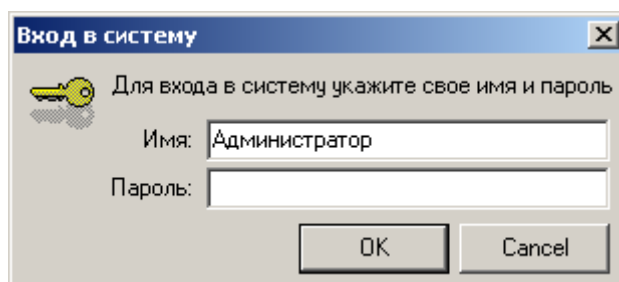 Вход в систему
Для входа в систему укажите свое имя и пароль
Имя: Администратор
Пароль:
OK Cancel